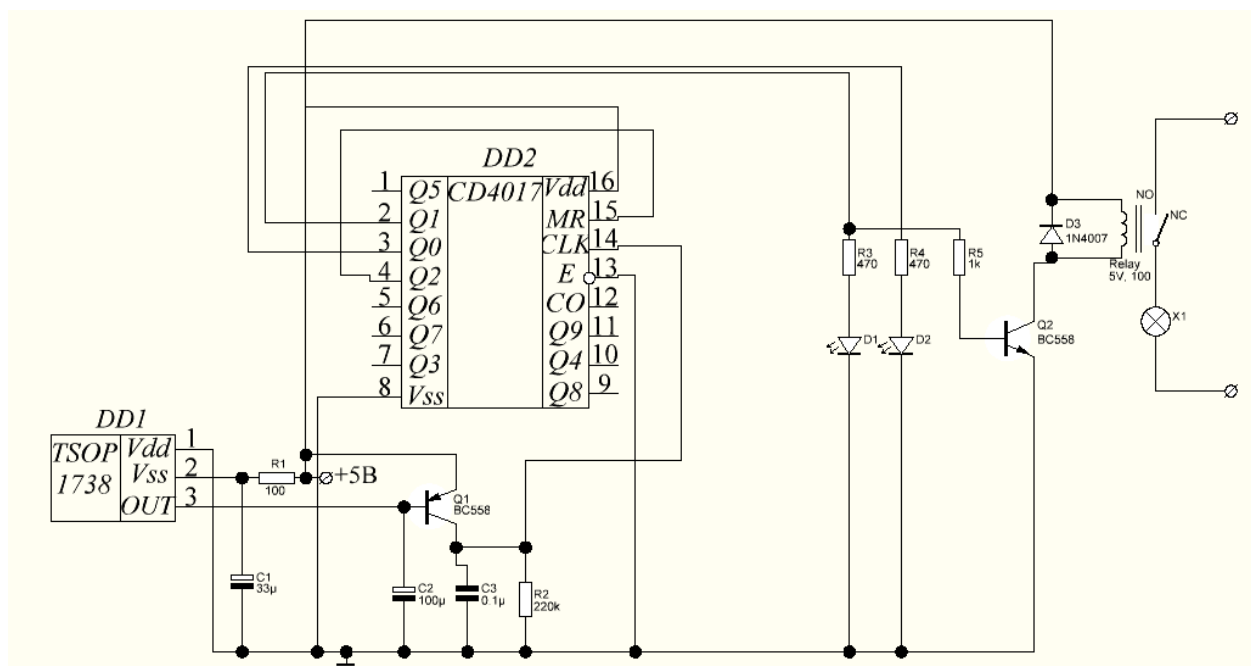 DD2
CD4017
1 Q5 Vdd 16
2 Q1 MR 15
3 Q0 CLK 14
4 Q2 E 13
5 Q6 CO 12
6 Q7 Q9 11
7 Q3 Q4 10
8 Vss Q8 9
DD1
TSOP
1738
Vdd 1
Vss 2
OUT 3
R1
100
+5В
Q1
BC558
C1
33µ
C2
100µ
C3
0.1µ
R2
220k
R3
470
R4
470
R5
1k
D1
D2
Q2
BC558
D3
1N4007
Relay
5V, 100
NO
NC
X1